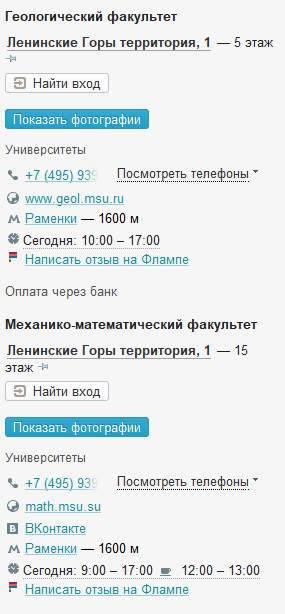 Геологический факультет
Ленинские Горы территория, 1 — 5 этаж
Найти вход
Показать фотографии
Университеты
+7 (495) 939 Посмотреть телефоны
www.geol.msu.ru
Раменки — 1600 м
Сегодня: 10:00 – 17:00
Написать отзыв на Флампе
Оплата через банк
Механико-математический факультет
Ленинские Горы территория, 1 — 15
этаж
Найти вход
Показать фотографии
Университеты
+7 (495) 939 Посмотреть телефоны
math.msu.su
ВКонтакте
Раменки — 1600 м
Сегодня: 9:00 – 17:00 12:00 – 13:00
Написать отзыв на Флампе